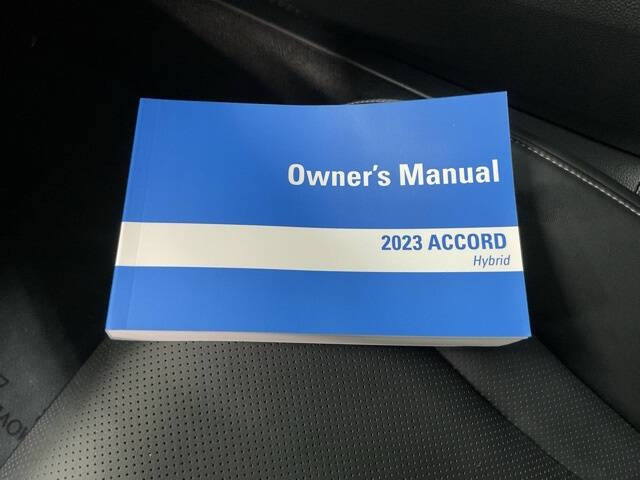 Owner's Manual
2023 ACCORD
Hybrid